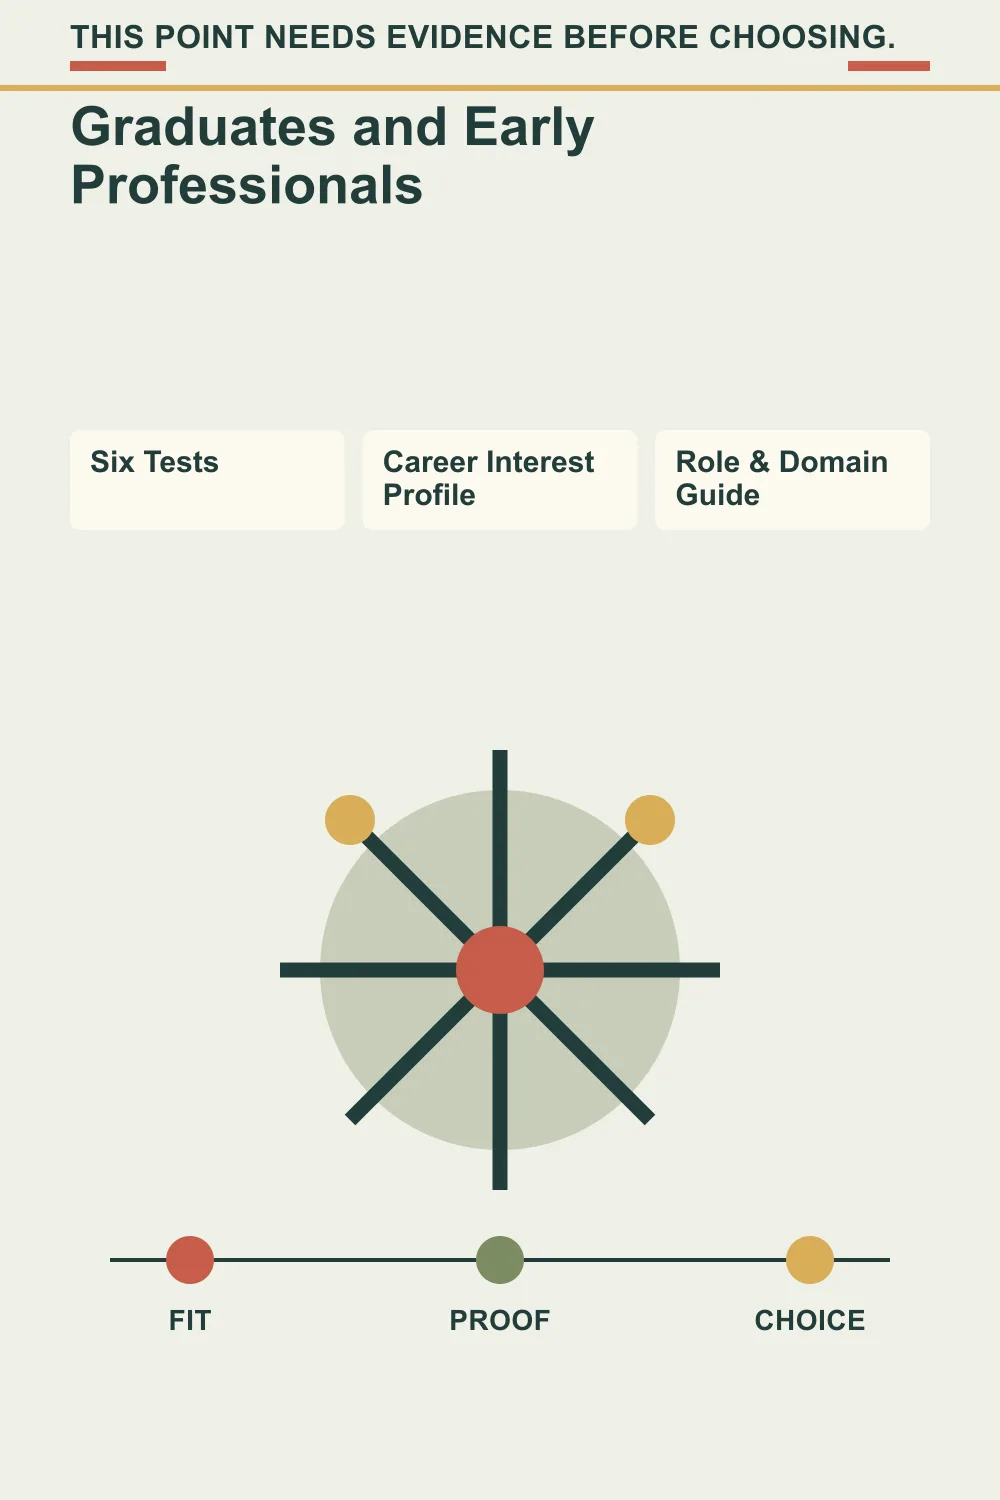 THIS POINT NEEDS EVIDENCE BEFORE CHOOSING.
Graduates and Early
Professionals
Six Tests
Career Interest
Profile
Role & Domain
Guide
FIT
PROOF
CHOICE